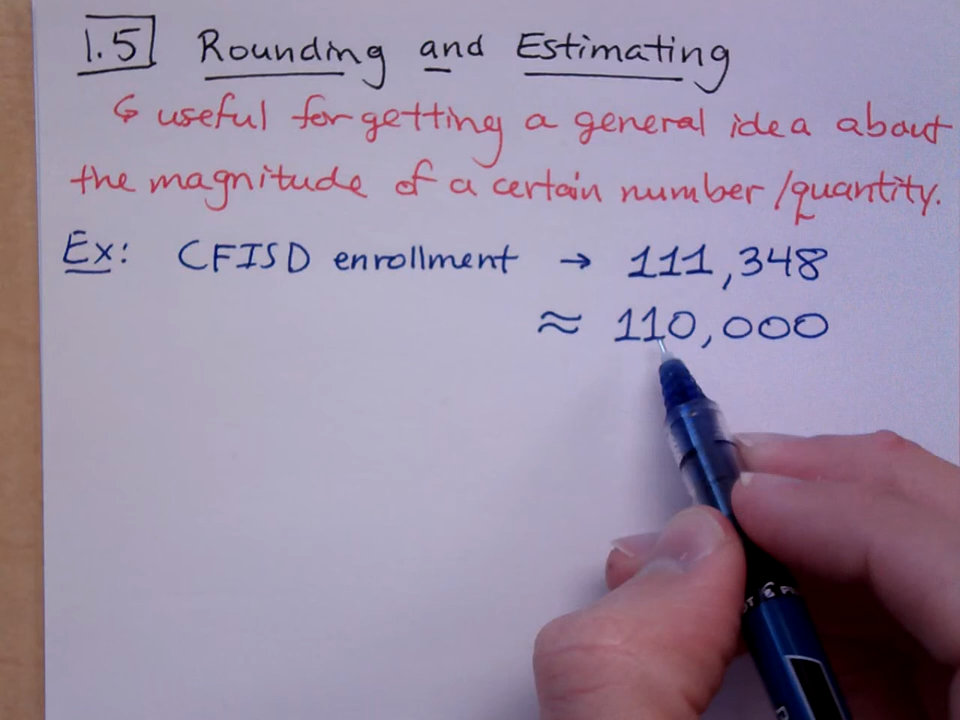 1.5 Rounding and Estimating
↳ useful for getting a general idea about
the magnitude of a certain number/quantity.
Ex: CFISD enrollment → 111,348
≈ 110,000